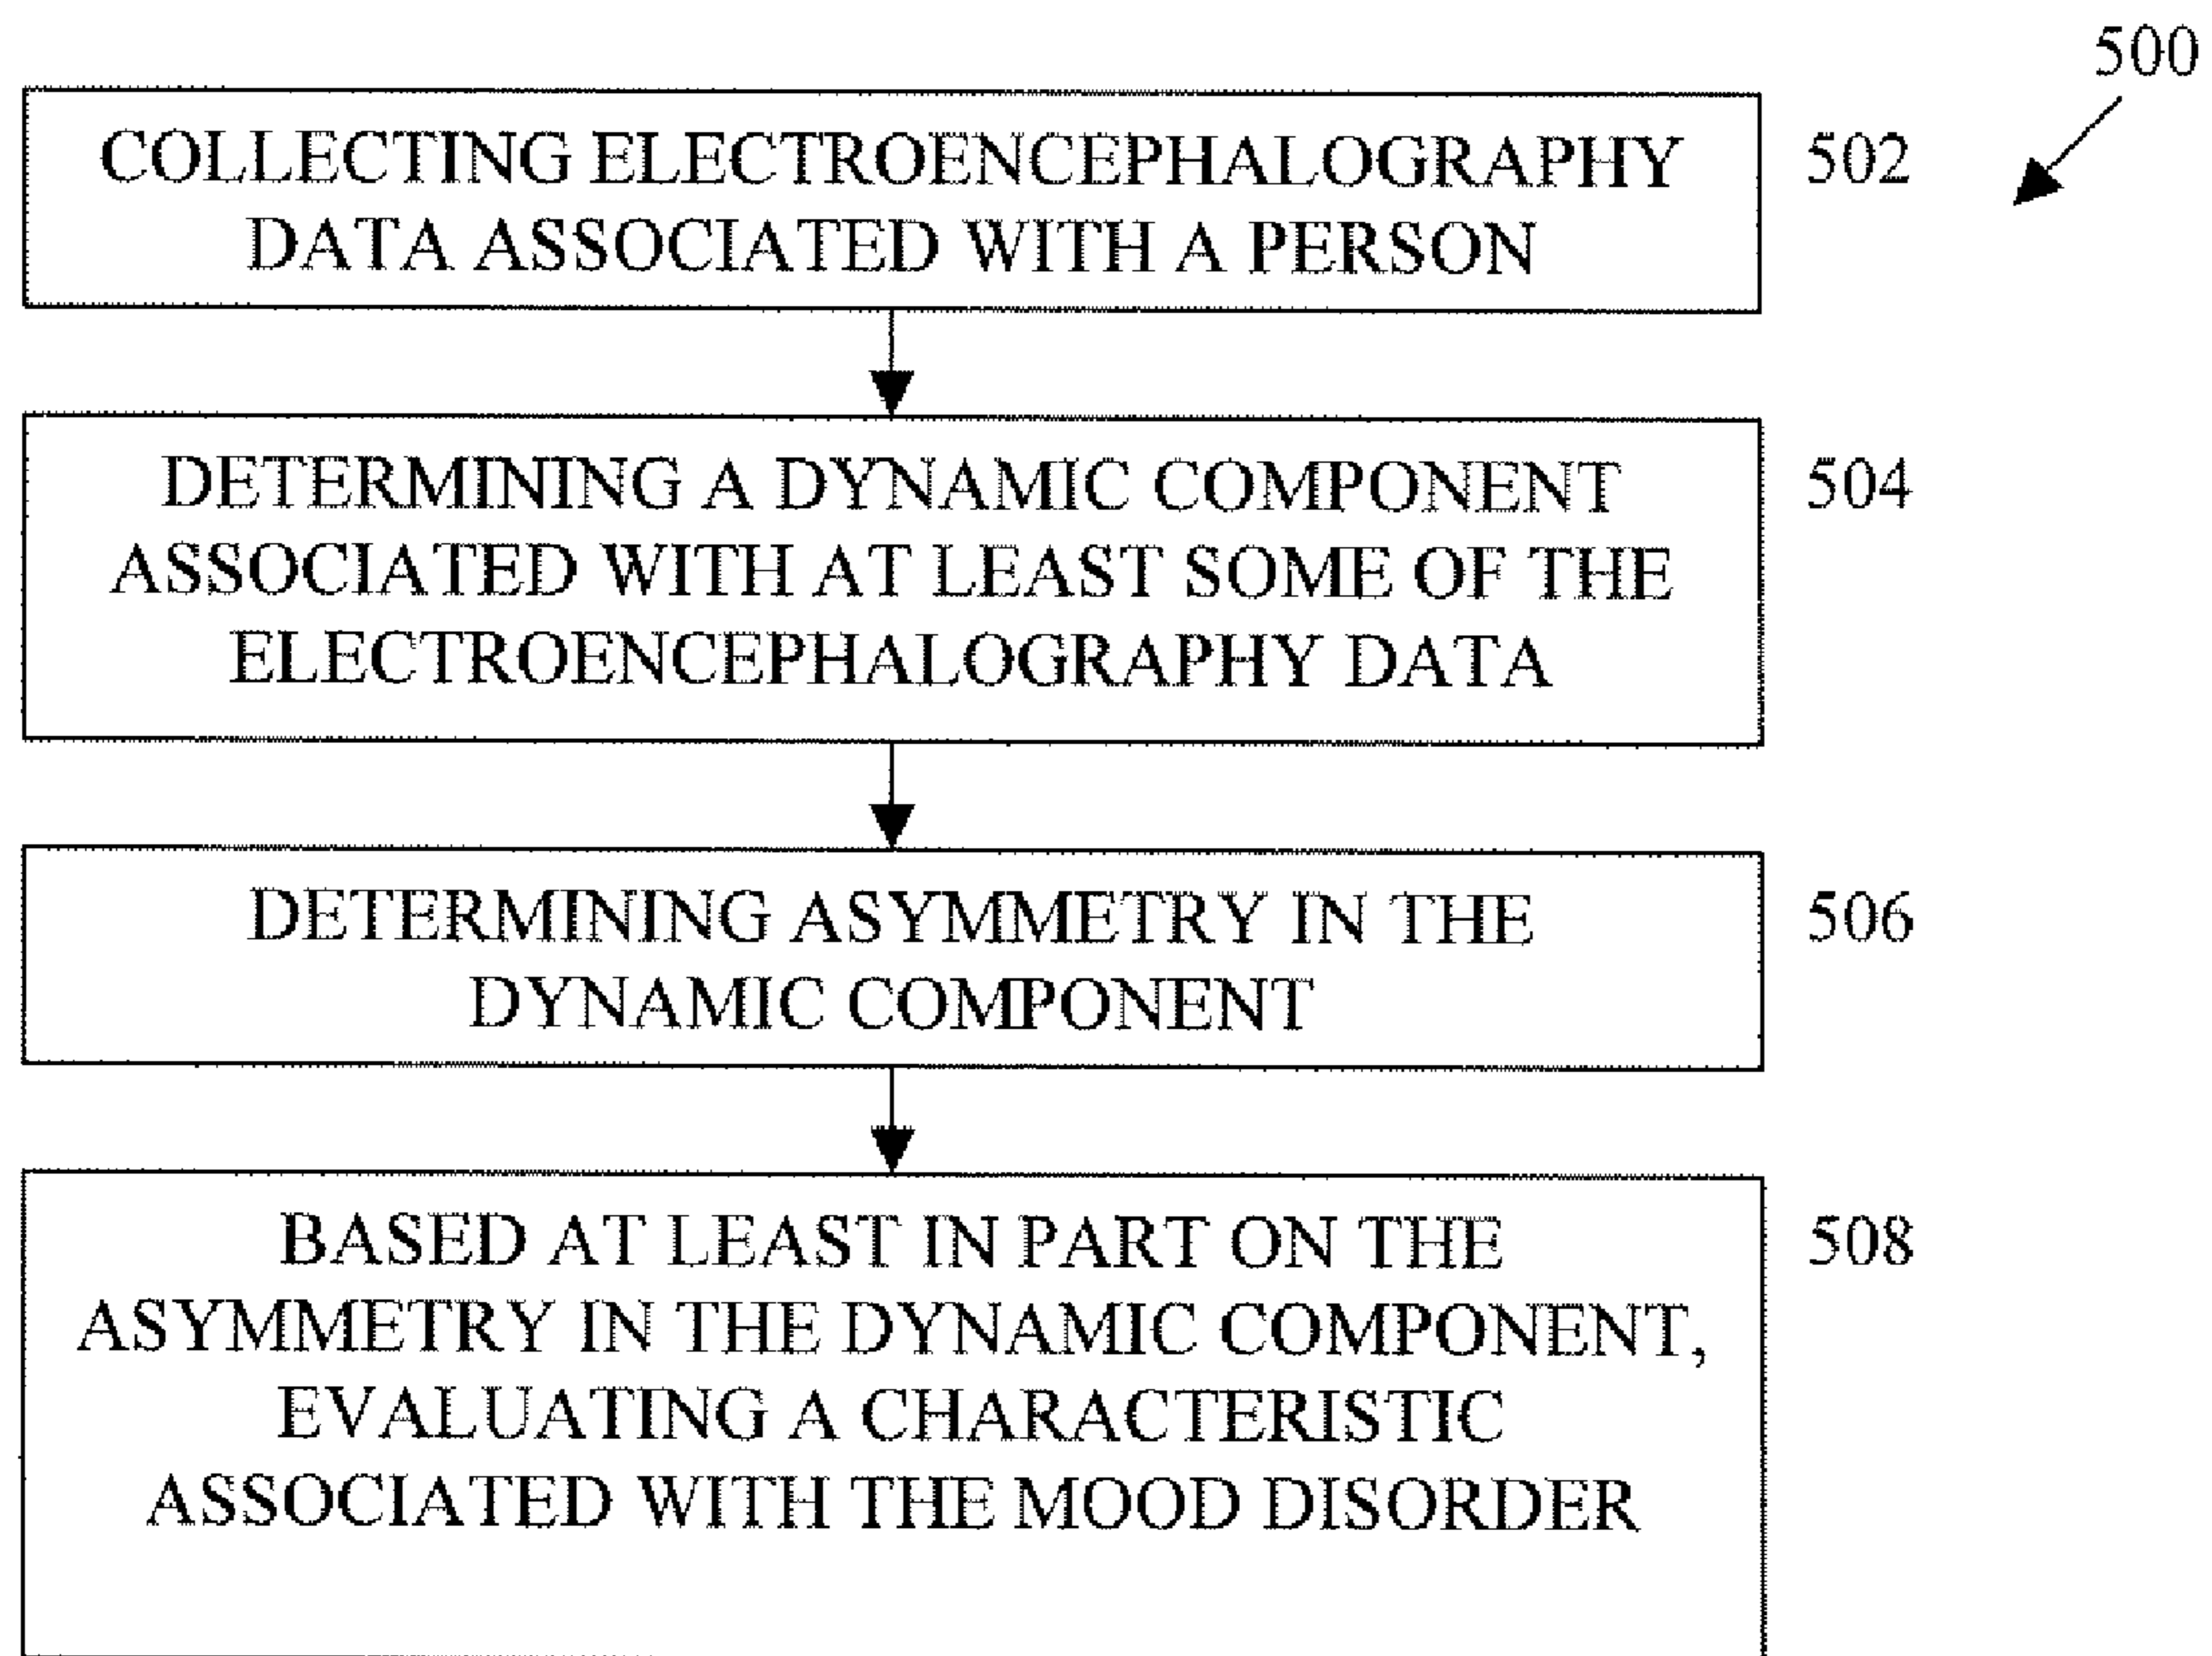 500
COLLECTING ELECTROENCEPHALOGRAPHY
DATA ASSOCIATED WITH A PERSON
502
DETERMINING A DYNAMIC COMPONENT
ASSOCIATED WITH AT LEAST SOME OF THE
ELECTROENCEPHALOGRAPHY DATA
504
DETERMINING ASYMMETRY IN THE
DYNAMIC COMPONENT
506
BASED AT LEAST IN PART ON THE
ASYMMETRY IN THE DYNAMIC COMPONENT,
EVALUATING A CHARACTERISTIC
ASSOCIATED WITH THE MOOD DISORDER
508